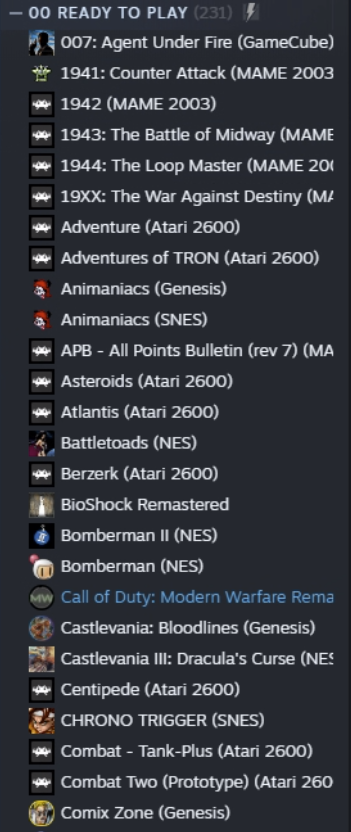 — 00 READY TO PLAY (231)
007: Agent Under Fire (GameCube)
1941: Counter Attack (MAME 2003
1942 (MAME 2003)
1943: The Battle of Midway (MAME
1944: The Loop Master (MAME 200
19XX: The War Against Destiny (MA
Adventure (Atari 2600)
Adventures of TRON (Atari 2600)
Animaniacs (Genesis)
Animaniacs (SNES)
APB - All Points Bulletin (rev 7) (MA
Asteroids (Atari 2600)
Atlantis (Atari 2600)
Battletoads (NES)
Berzerk (Atari 2600)
BioShock Remastered
Bomberman II (NES)
Bomberman (NES)
MW Call of Duty: Modern Warfare Rema
Castlevania: Bloodlines (Genesis)
Castlevania III: Dracula's Curse (NES
Centipede (Atari 2600)
CHRONO TRIGGER (SNES)
Combat - Tank-Plus (Atari 2600)
Combat Two (Prototype) (Atari 260
Comix Zone (Genesis)